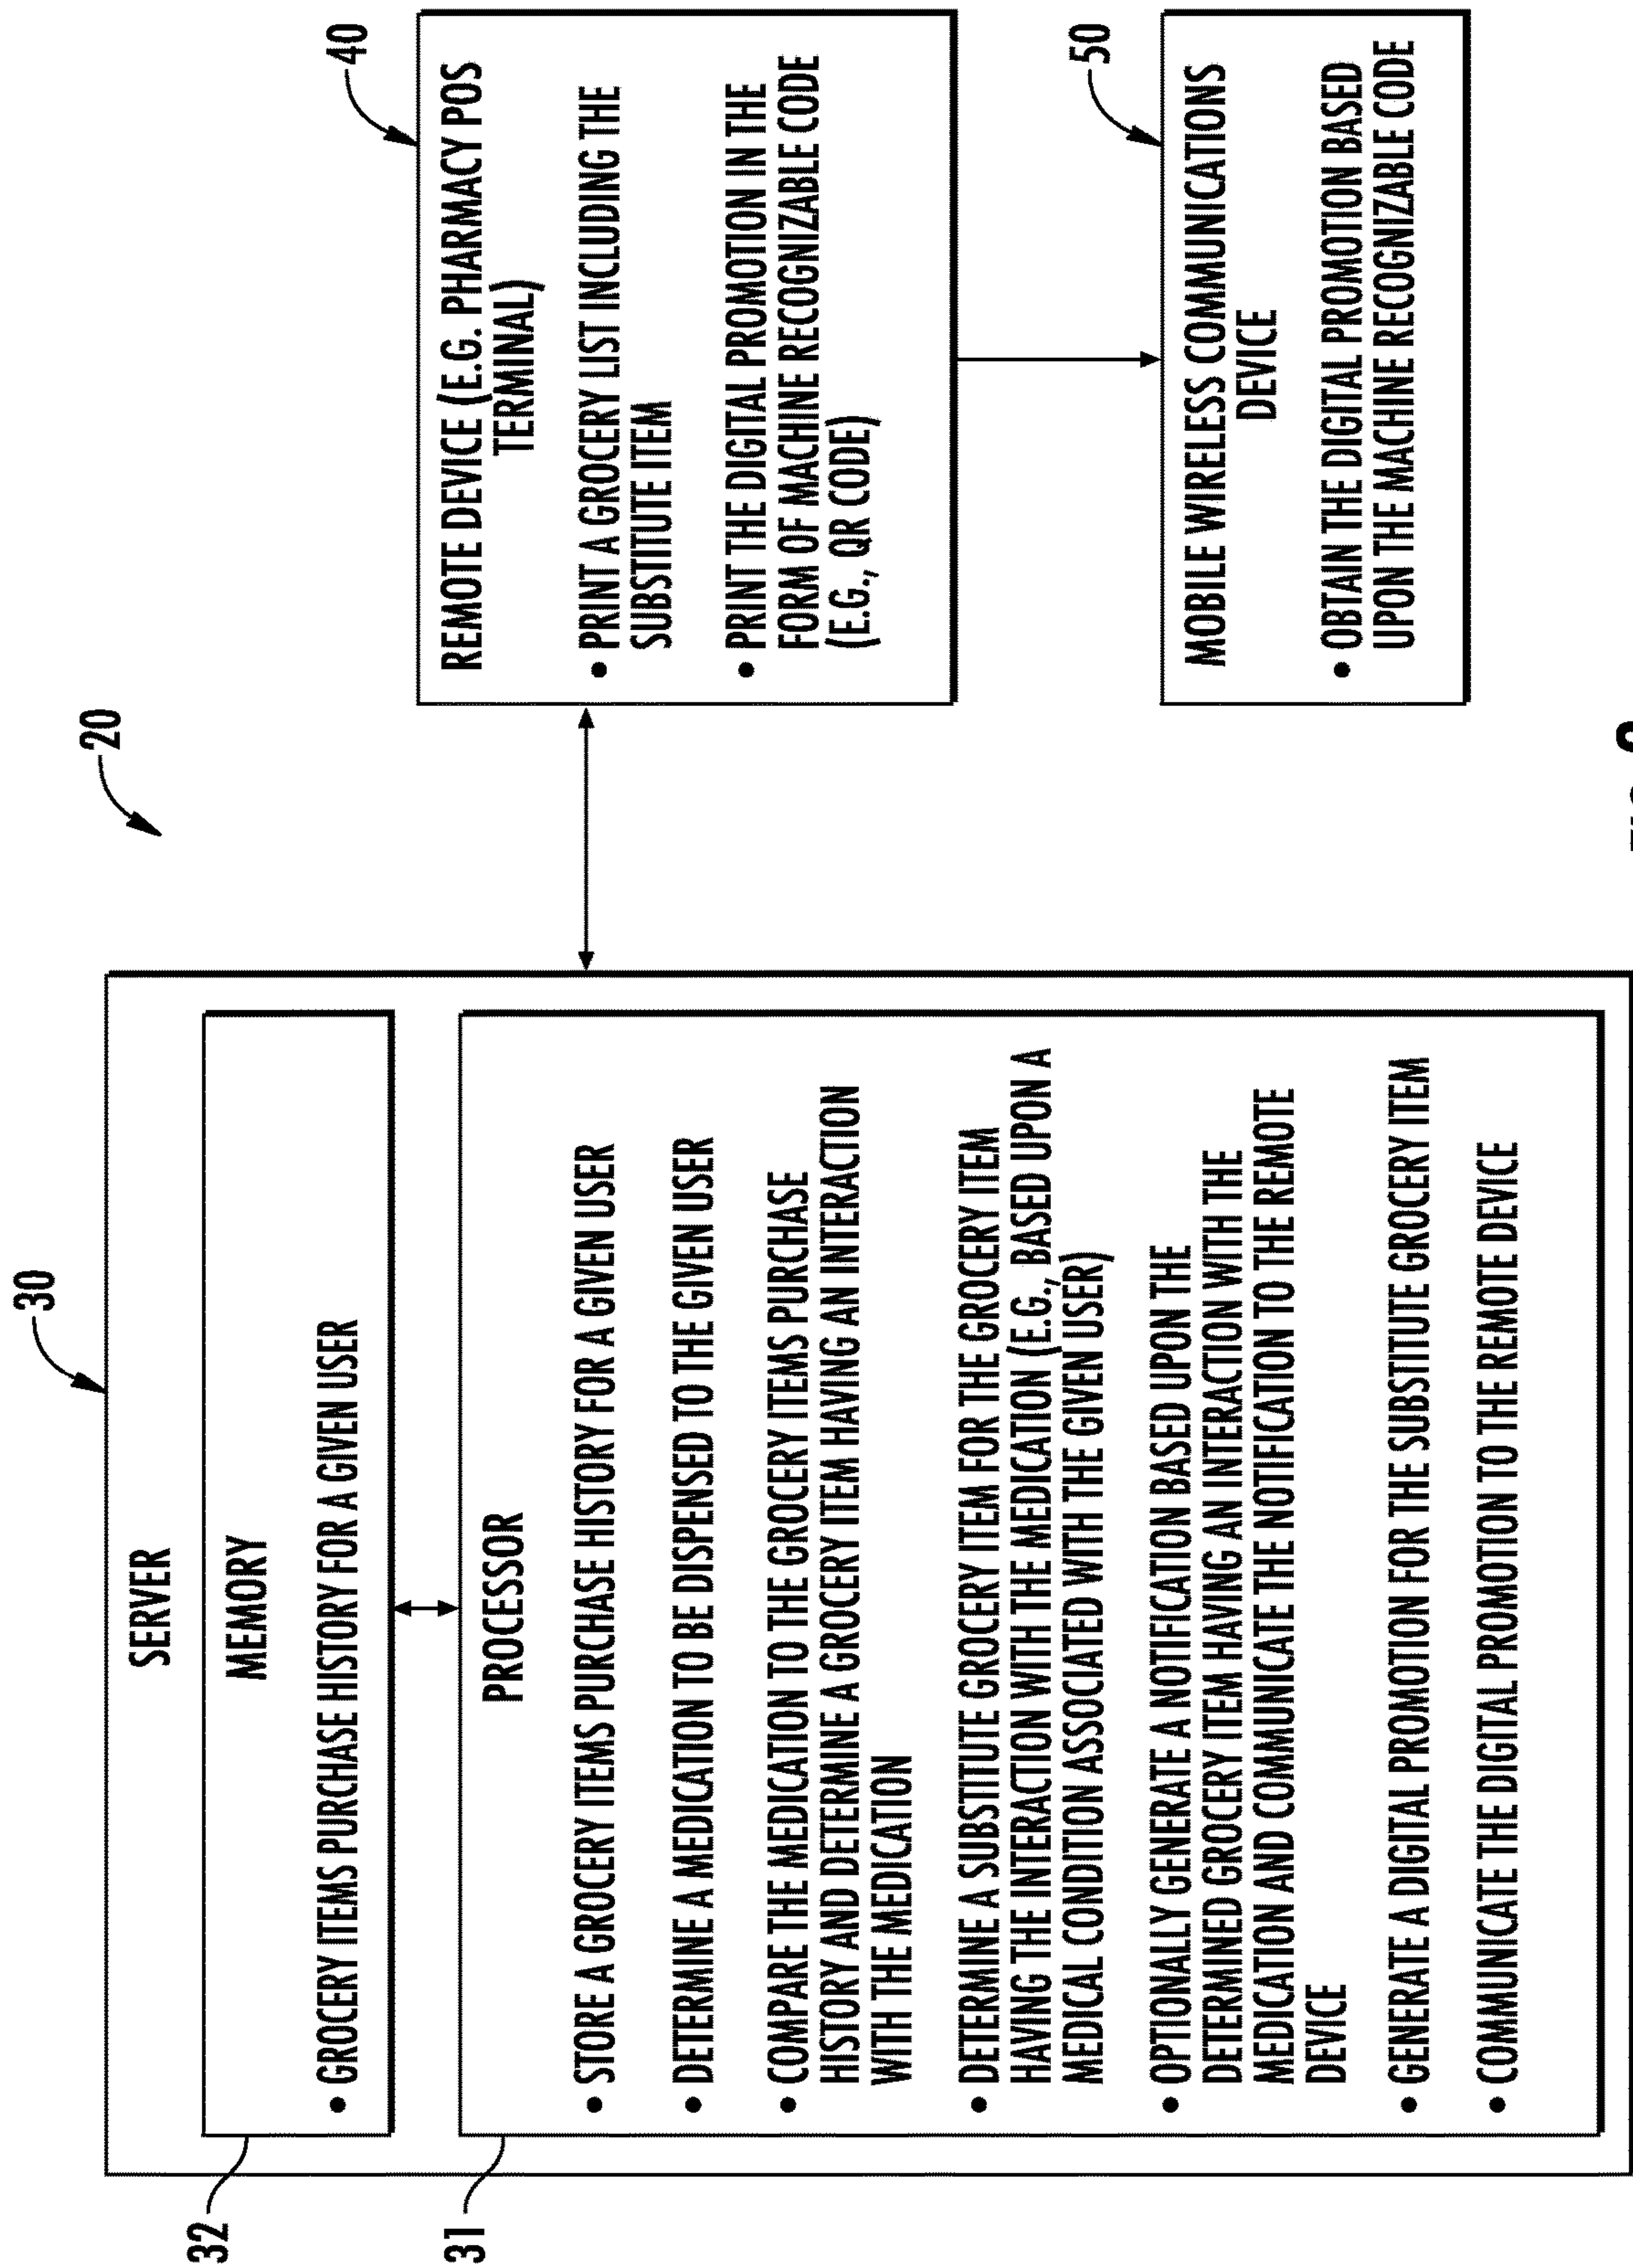 20
30
SERVER
32
MEMORY
• GROCERY ITEMS PURCHASE HISTORY FOR A GIVEN USER
31
PROCESSOR
• STORE A GROCERY ITEMS PURCHASE HISTORY FOR A GIVEN USER
• DETERMINE A MEDICATION TO BE DISPENSED TO THE GIVEN USER
• COMPARE THE MEDICATION TO THE GROCERY ITEMS PURCHASE
HISTORY AND DETERMINE A GROCERY ITEM HAVING AN INTERACTION
WITH THE MEDICATION
• DETERMINE A SUBSTITUTE GROCERY ITEM FOR THE GROCERY ITEM
HAVING THE INTERACTION WITH THE MEDICATION (E.G., BASED UPON A
MEDICAL CONDITION ASSOCIATED WITH THE GIVEN USER)
• OPTIONALLY GENERATE A NOTIFICATION BASED UPON THE
DETERMINED GROCERY ITEM HAVING AN INTERACTION WITH THE
MEDICATION AND COMMUNICATE THE NOTIFICATION TO THE REMOTE
DEVICE
• GENERATE A DIGITAL PROMOTION FOR THE SUBSTITUTE GROCERY ITEM
• COMMUNICATE THE DIGITAL PROMOTION TO THE REMOTE DEVICE
40
REMOTE DEVICE (E.G. PHARMACY POS
TERMINAL)
• PRINT A GROCERY LIST INCLUDING THE
SUBSTITUTE ITEM
• PRINT THE DIGITAL PROMOTION IN THE
FORM OF MACHINE RECOGNIZABLE CODE
(E.G., QR CODE)
50
MOBILE WIRELESS COMMUNICATIONS
DEVICE
• OBTAIN THE DIGITAL PROMOTION BASED
UPON THE MACHINE RECOGNIZABLE CODE